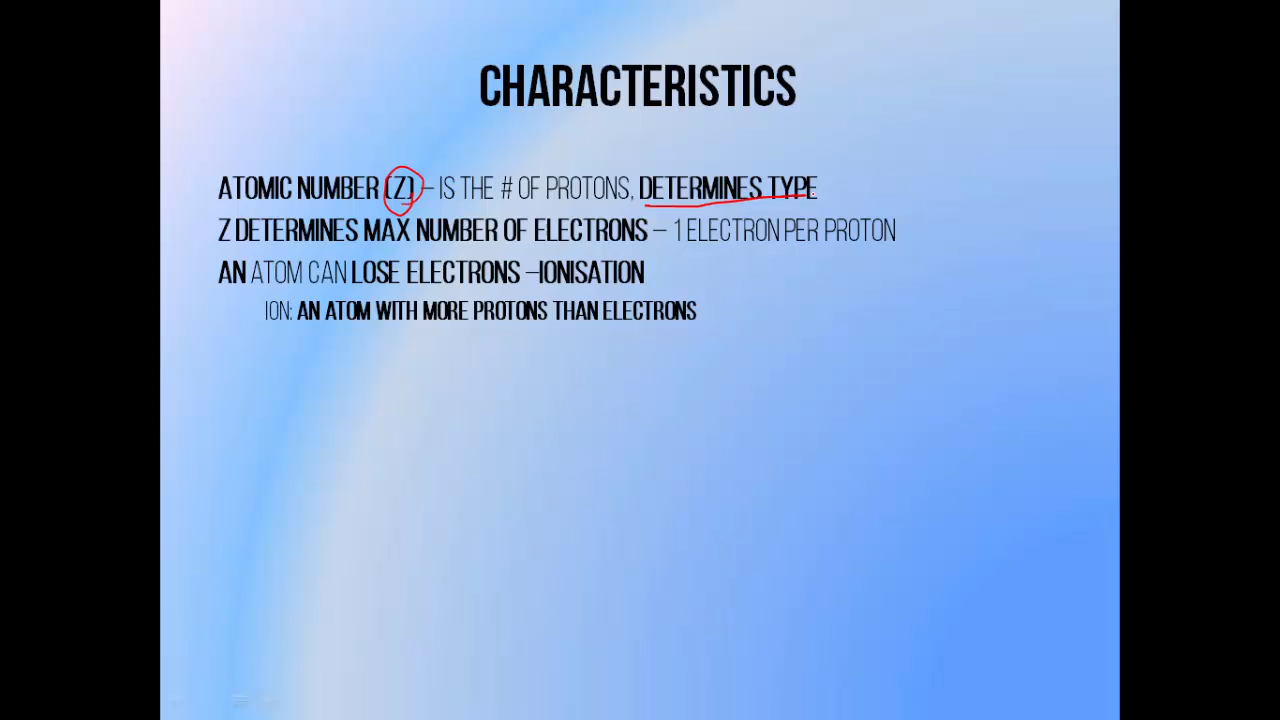 CHARACTERISTICS
ATOMIC NUMBER (Z) – IS THE # OF PROTONS, DETERMINES TYPE
Z DETERMINES MAX NUMBER OF ELECTRONS – 1 ELECTRON PER PROTON
AN ATOM CAN LOSE ELECTRONS –IONISATION
ION: AN ATOM WITH MORE PROTONS THAN ELECTRONS